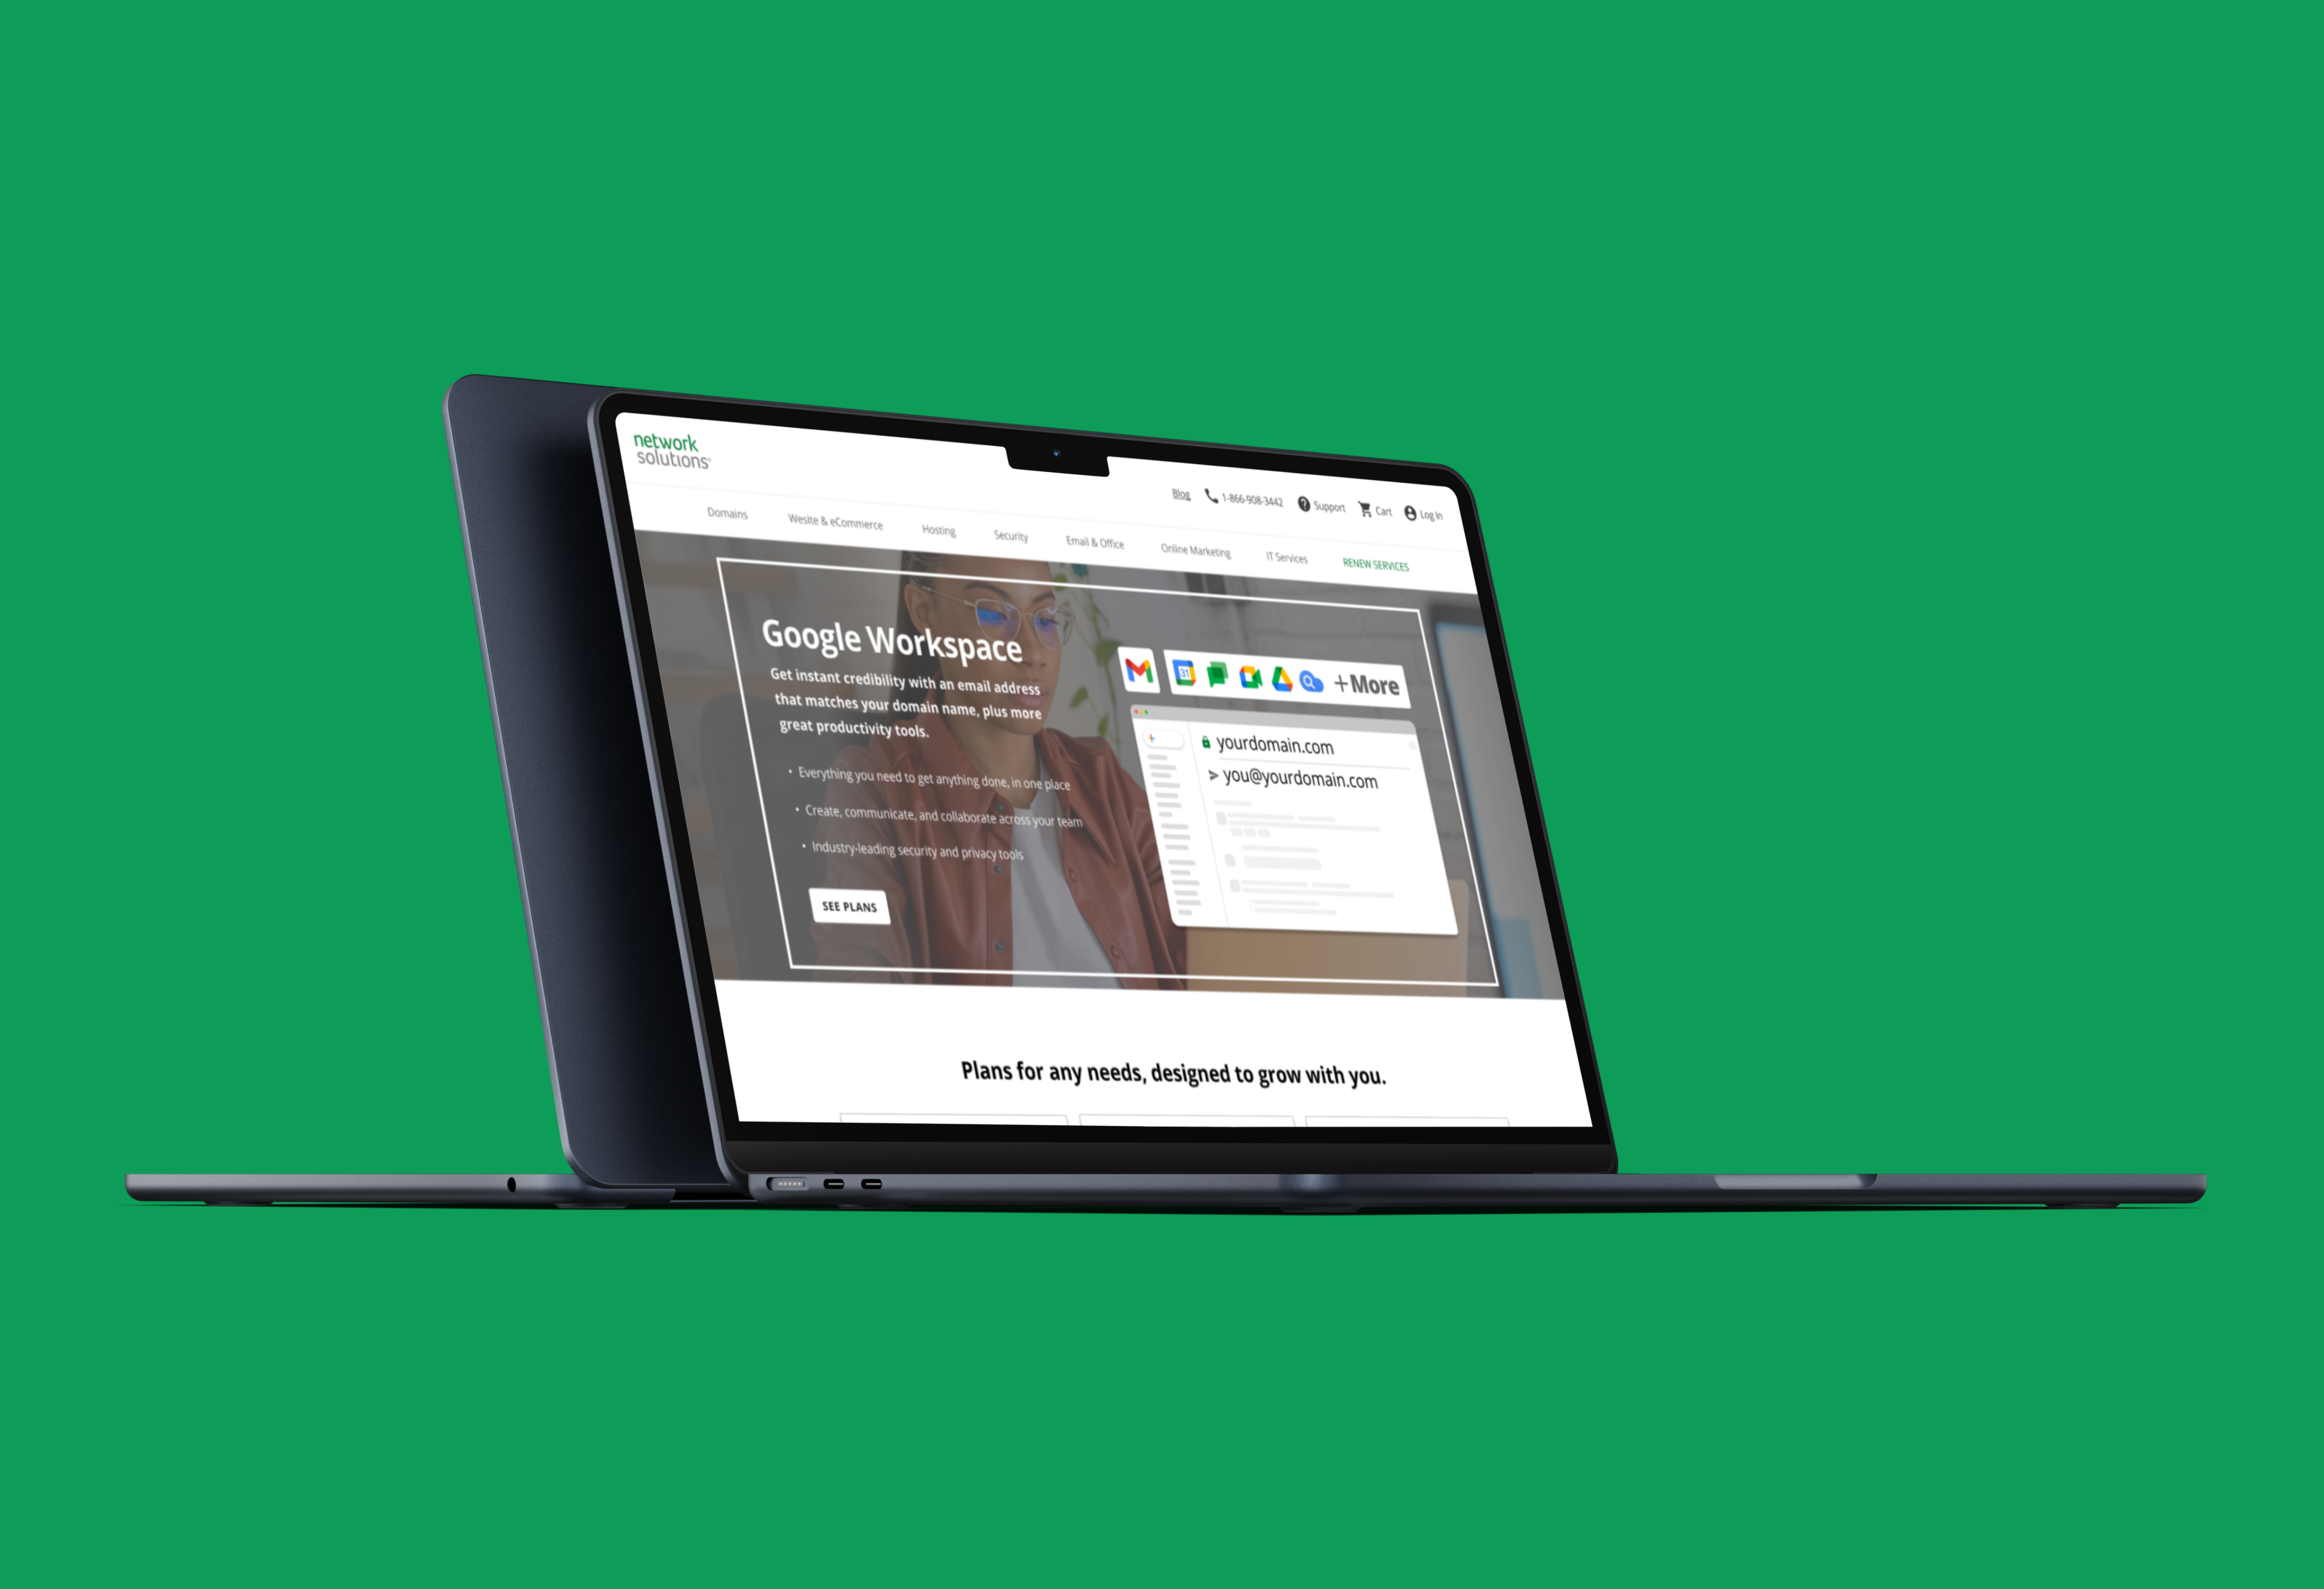 network
solutions
Blog 1-866-908-3442 Support Cart Log In
Domains Wesite & eCommerce Hosting Security Email & Office Online Marketing IT Services RENEW SERVICES
Google Workspace
Get instant credibility with an email address
that matches your domain name, plus more
great productivity tools.
• Everything you need to get anything done, in one place
• Create, communicate, and collaborate across your team
• Industry-leading security and privacy tools
SEE PLANS
31
+More
yourdomain.com
you@yourdomain.com
Plans for any needs, designed to grow with you.